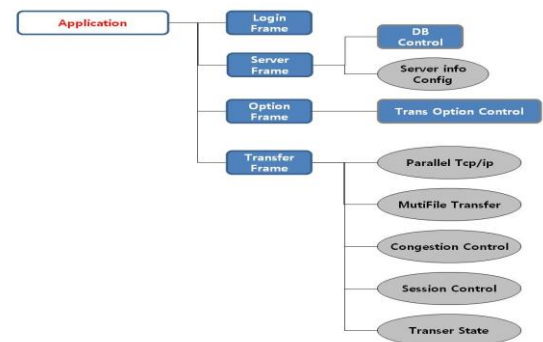 Application
Login
Frame
Server
Frame
DB
Control
Server info
Config
Option
Frame
Trans Option Control
Transfer
Frame
Parallel Tcp/ip
MutiFile Transfer
Congestion Control
Session Control
Transer State